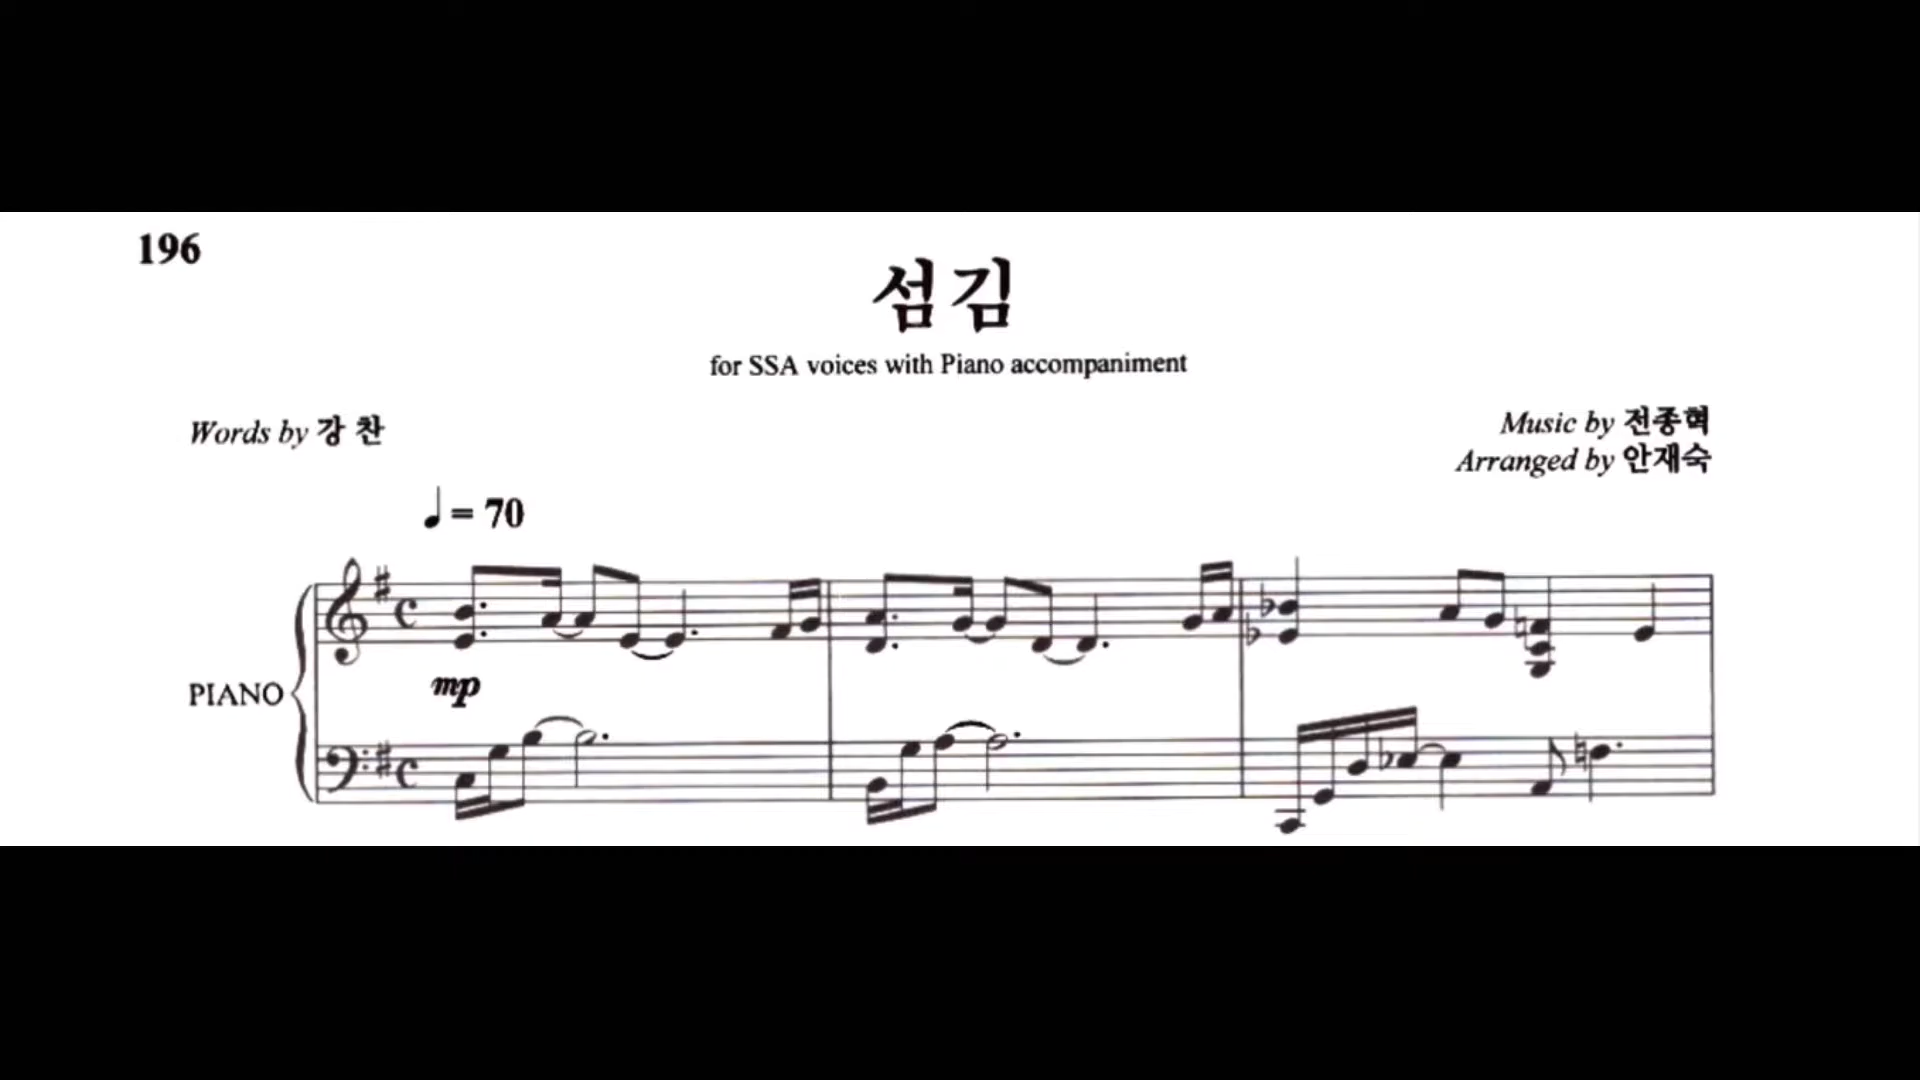 196
섬김
for SSA voices with Piano accompaniment
Words by 강 찬
Music by 전종혁
Arranged by 안재숙
♩ = 70
PIANO
mp